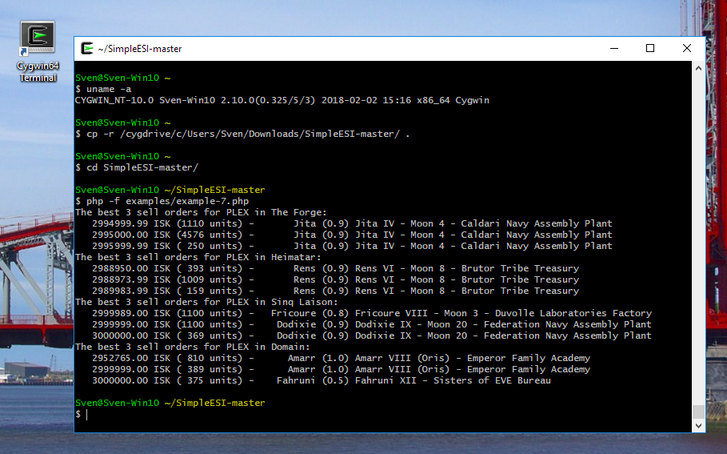 Cygwin64
Terminal
~/SimpleESI-master
Sven@Sven-Win10 ~
$ uname -a
CYGWIN_NT-10.0 Sven-Win10 2.10.0(0.325/5/3) 2018-02-02 15:16 x86_64 Cygwin
Sven@Sven-Win10 ~
$ cp -r /cygdrive/c/Users/Sven/Downloads/SimpleESI-master/ .
Sven@Sven-Win10 ~
$ cd SimpleESI-master/
Sven@Sven-Win10 ~/SimpleESI-master
$ php -f examples/example-7.php
The best 3 sell orders for PLEX in The Forge:
2994999.99 ISK (1110 units) - Jita (0.9) Jita IV - Moon 4 - Caldari Navy Assembly Plant
2995000.00 ISK (4576 units) - Jita (0.9) Jita IV - Moon 4 - Caldari Navy Assembly Plant
2995999.99 ISK ( 250 units) - Jita (0.9) Jita IV - Moon 4 - Caldari Navy Assembly Plant
The best 3 sell orders for PLEX in Heimatar:
2988950.00 ISK ( 393 units) - Rens (0.9) Rens VI - Moon 8 - Brutor Tribe Treasury
2988973.99 ISK (1009 units) - Rens (0.9) Rens VI - Moon 8 - Brutor Tribe Treasury
2989983.99 ISK ( 159 units) - Rens (0.9) Rens VI - Moon 8 - Brutor Tribe Treasury
The best 3 sell orders for PLEX in Sinq Laison:
2999989.00 ISK (1100 units) - Fricoure (0.8) Fricoure VIII - Moon 3 - Duvolle Laboratories Factory
2999999.00 ISK (1100 units) - Dodixie (0.9) Dodixie IX - Moon 20 - Federation Navy Assembly Plant
3000000.00 ISK ( 369 units) - Dodixie (0.9) Dodixie IX - Moon 20 - Federation Navy Assembly Plant
The best 3 sell orders for PLEX in Domain:
2952765.00 ISK ( 810 units) - Amarr (1.0) Amarr VIII (Oris) - Emperor Family Academy
2999999.00 ISK ( 389 units) - Amarr (1.0) Amarr VIII (Oris) - Emperor Family Academy
3000000.00 ISK ( 375 units) - Fahruni (0.5) Fahruni XII - Sisters of EVE Bureau
Sven@Sven-Win10 ~/SimpleESI-master
$